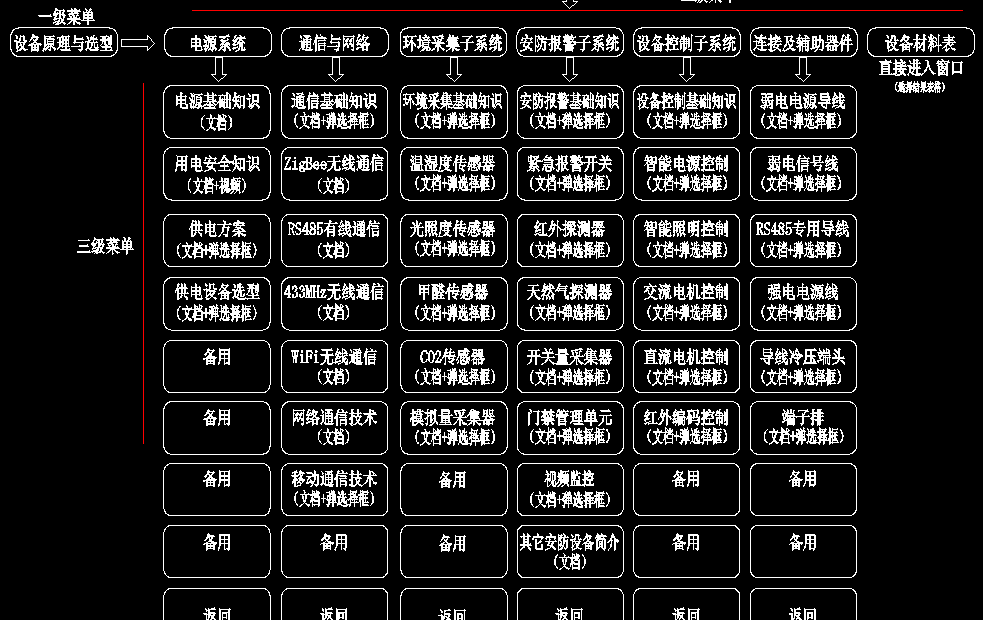 一级菜单
二级菜单
设备原理与选型
电源系统
通信与网络
环境采集子系统
安防报警子系统
设备控制子系统
连接及辅助器件
设备材料表
直接进入窗口
三级菜单
电源基础知识
(文档)
通信基础知识
(文档+弹选择框)
环境采集基础知识
(文档+弹选择框)
安防报警基础知识
(文档+弹选择框)
设备控制基础知识
(文档+弹选择框)
弱电电源导线
(文档+弹选择框)
用电安全知识
(文档+视频)
ZigBee无线通信
(文档)
温湿度传感器
(文档+弹选择框)
紧急报警开关
(文档+弹选择框)
智能电源控制
(文档+弹选择框)
弱电信号线
(文档+弹选择框)
供电方案
(文档+弹选择框)
RS485有线通信
(文档)
光照度传感器
(文档+弹选择框)
红外探测器
(文档+弹选择框)
智能照明控制
(文档+弹选择框)
RS485专用导线
(文档+弹选择框)
供电设备选型
(文档+弹选择框)
433MHz无线通信
(文档)
甲醛传感器
(文档+弹选择框)
天然气探测器
(文档+弹选择框)
交流电机控制
(文档+弹选择框)
强电电源线
(文档+弹选择框)
备用
WiFi无线通信
(文档)
CO2传感器
(文档+弹选择框)
开关量采集器
(文档+弹选择框)
直流电机控制
(文档+弹选择框)
导线冷压端头
(文档+弹选择框)
备用
网络通信技术
(文档)
模拟量采集器
(文档+弹选择框)
门禁管理单元
(文档+弹选择框)
红外编码控制
(文档+弹选择框)
端子排
(文档+弹选择框)
备用
移动通信技术
(文档+弹选择框)
备用
视频监控
(文档+弹选择框)
备用
备用
备用
备用
备用
其它安防设备简介
(文档)
备用
备用
返回
返回
返回
返回
返回
返回